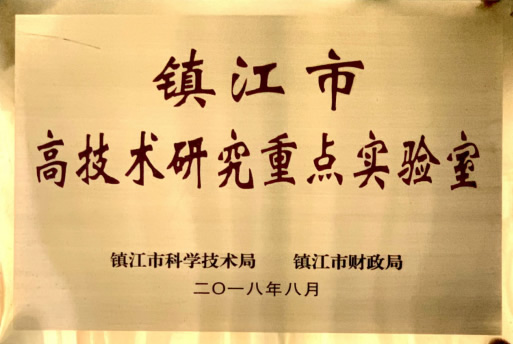 镇江市
高技术研究重点实验室
镇江市科学技术局 镇江市财政局
二〇一八年八月